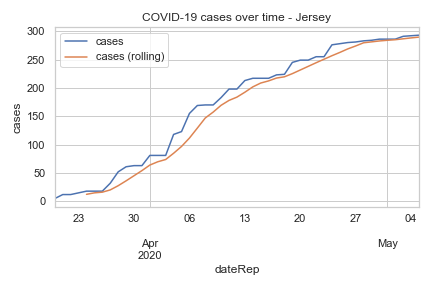 COVID-19 cases over time - Jersey
cases
cases (rolling)
300
250
200
150
100
50
0
cases
23 30 06 13 20 27 04
Apr May
2020
dateRep